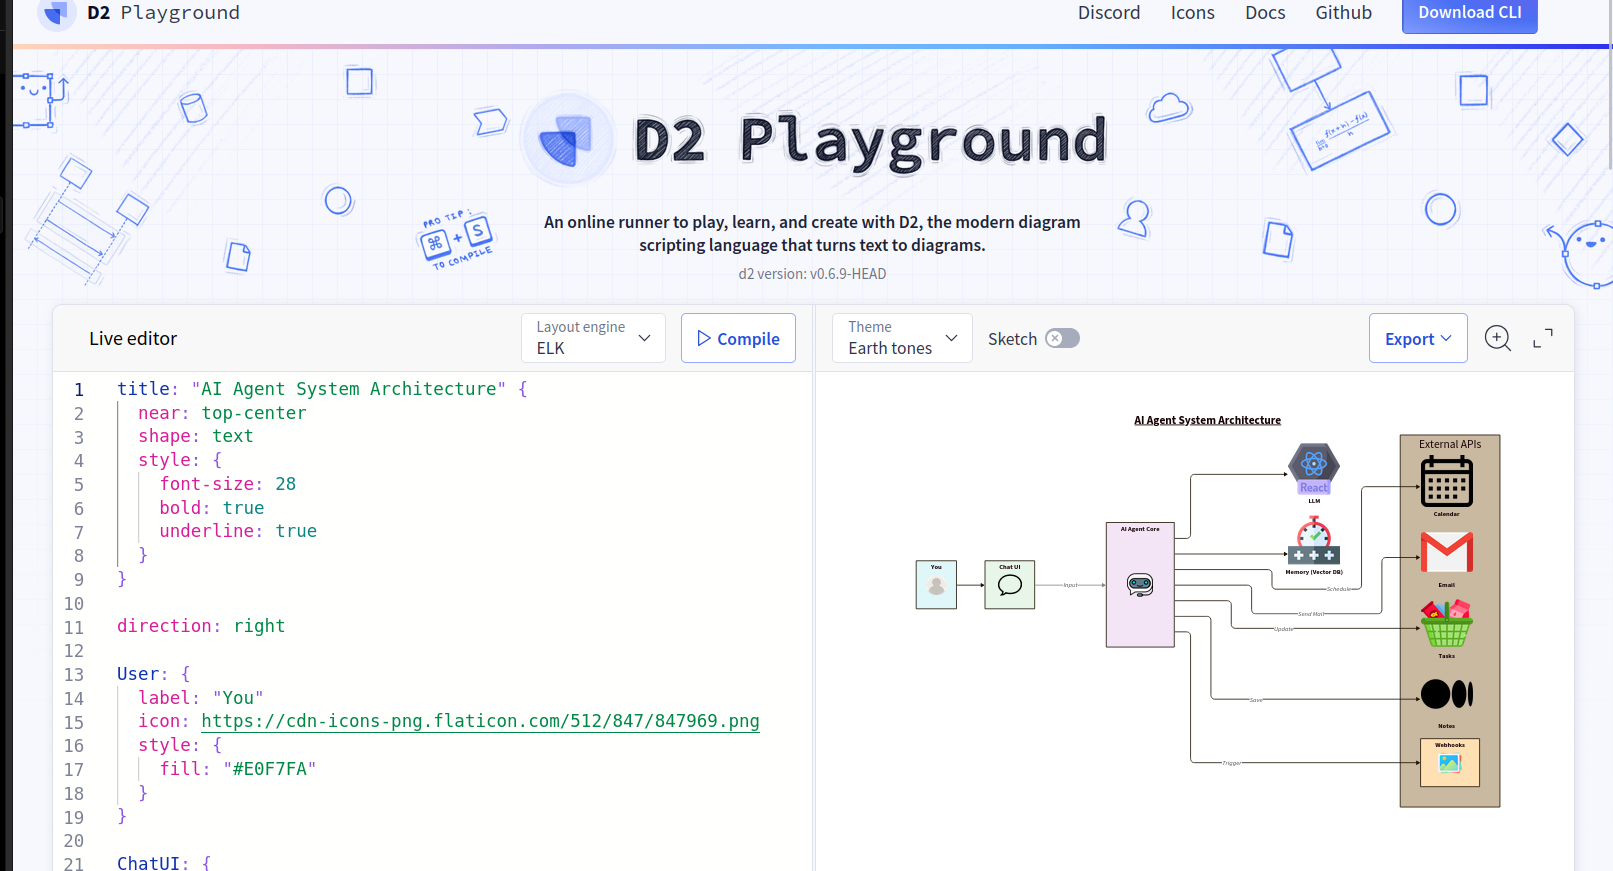 D2 Playground
Discord Icons Docs Github Download CLI
D2 Playground
PRO TIP:
⌘ + S
TO COMPILE
An online runner to play, learn, and create with D2, the modern diagram
scripting language that turns text to diagrams.
d2 version: v0.6.9-HEAD
Live editor
Layout engine
ELK
Compile
Theme
Earth tones
Sketch
Export
1 title: "AI Agent System Architecture" {
2 near: top-center
3 shape: text
4 style: {
5 font-size: 28
6 bold: true
7 underline: true
8 }
9 }
10
11 direction: right
12
13 User: {
14 label: "You"
15 icon: https://cdn-icons-png.flaticon.com/512/847/847969.png
16 style: {
17 fill: "#E0F7FA"
18 }
19 }
20
21 ChatUI: {
AI Agent System Architecture
You
Chat UI
Input
AI Agent Core
React
LLM
Memory (Vector DB)
Schedule
Send Mail
Update
Save
Trigger
External APIs
Calendar
Email
Tasks
Notes
Webhooks